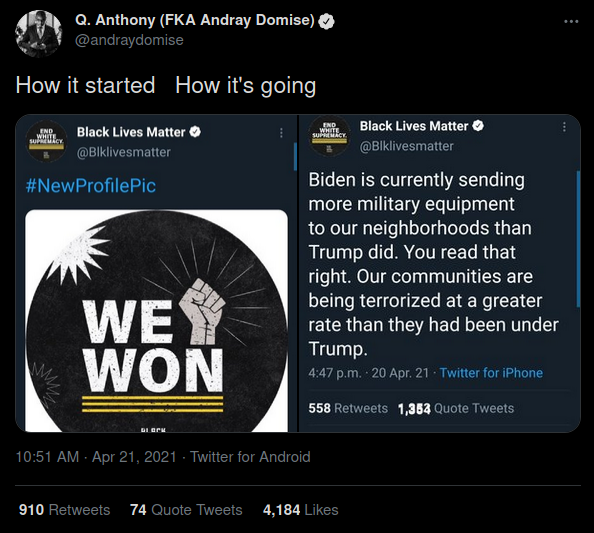 Q. Anthony (FKA Andray Domise)
@andraydomise
How it started How it's going
END
WHITE
SUPREMACY.
Black Lives Matter
@Blklivesmatter
#NewProfilePic
WE
WON
BLACK
END
WHITE
SUPREMACY.
Black Lives Matter
@Blklivesmatter
Biden is currently sending
more military equipment
to our neighborhoods than
Trump did. You read that
right. Our communities are
being terrorized at a greater
rate than they had been under
Trump.
4:47 p.m. · 20 Apr. 21 · Twitter for iPhone
558 Retweets Quote Tweets
10:51 AM · Apr 21, 2021 · Twitter for Android
910 Retweets 74 Quote Tweets 4,184 Likes